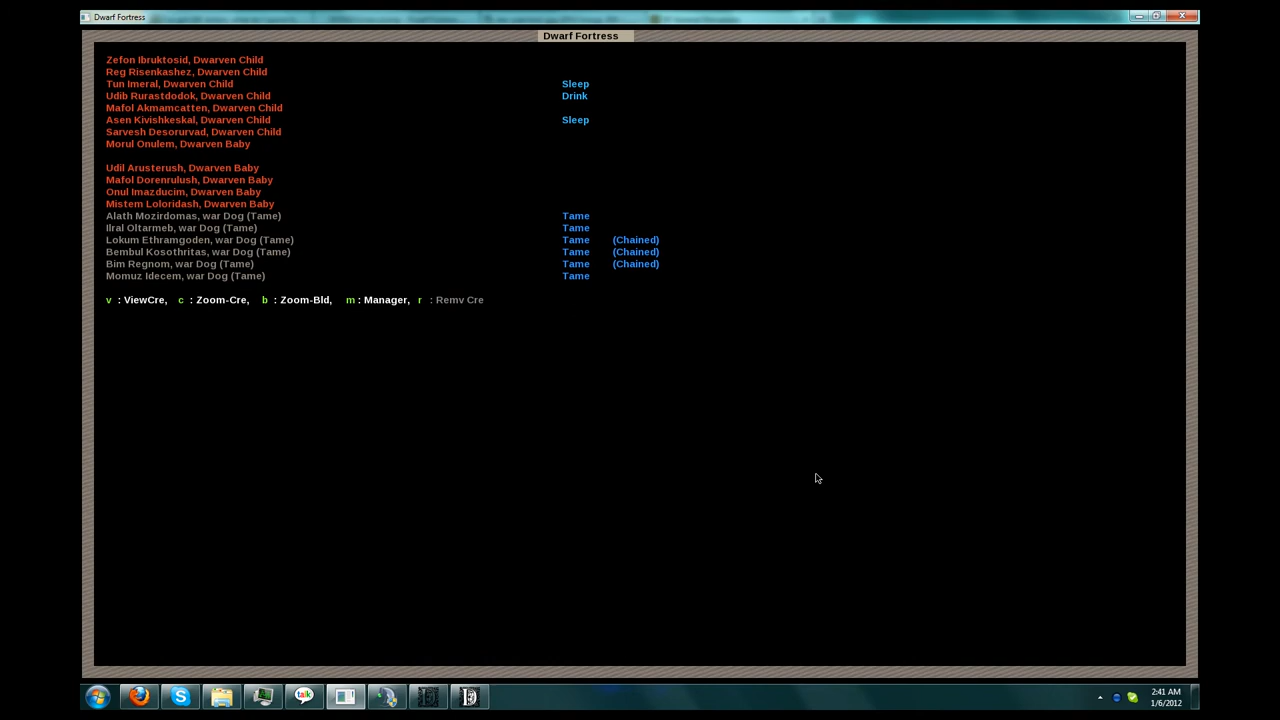 Dwarf Fortress
Dwarf Fortress
Zefon Ibruktosid, Dwarven Child
Reg Risenkashez, Dwarven Child
Tun Imeral, Dwarven Child Sleep
Udib Rurastdodok, Dwarven Child Drink
Mafol Akmamcatten, Dwarven Child
Asen Kivishkeskal, Dwarven Child Sleep
Sarvesh Desorurvad, Dwarven Child
Morul Onulem, Dwarven Baby
Udil Arusterush, Dwarven Baby
Mafol Dorenrulush, Dwarven Baby
Onul Imazducim, Dwarven Baby
Mistem Loloridash, Dwarven Baby
Alath Mozirdomas, war Dog (Tame) Tame
Ilral Oltarmeb, war Dog (Tame) Tame
Lokum Ethramgoden, war Dog (Tame) Tame (Chained)
Bembul Kosothritas, war Dog (Tame) Tame (Chained)
Bim Regnom, war Dog (Tame) Tame (Chained)
Momuz Idecem, war Dog (Tame) Tame
v : ViewCre, c : Zoom-Cre, b : Zoom-Bld, m : Manager, r : Remv Cre
talk
2:41 AM
1/6/2012